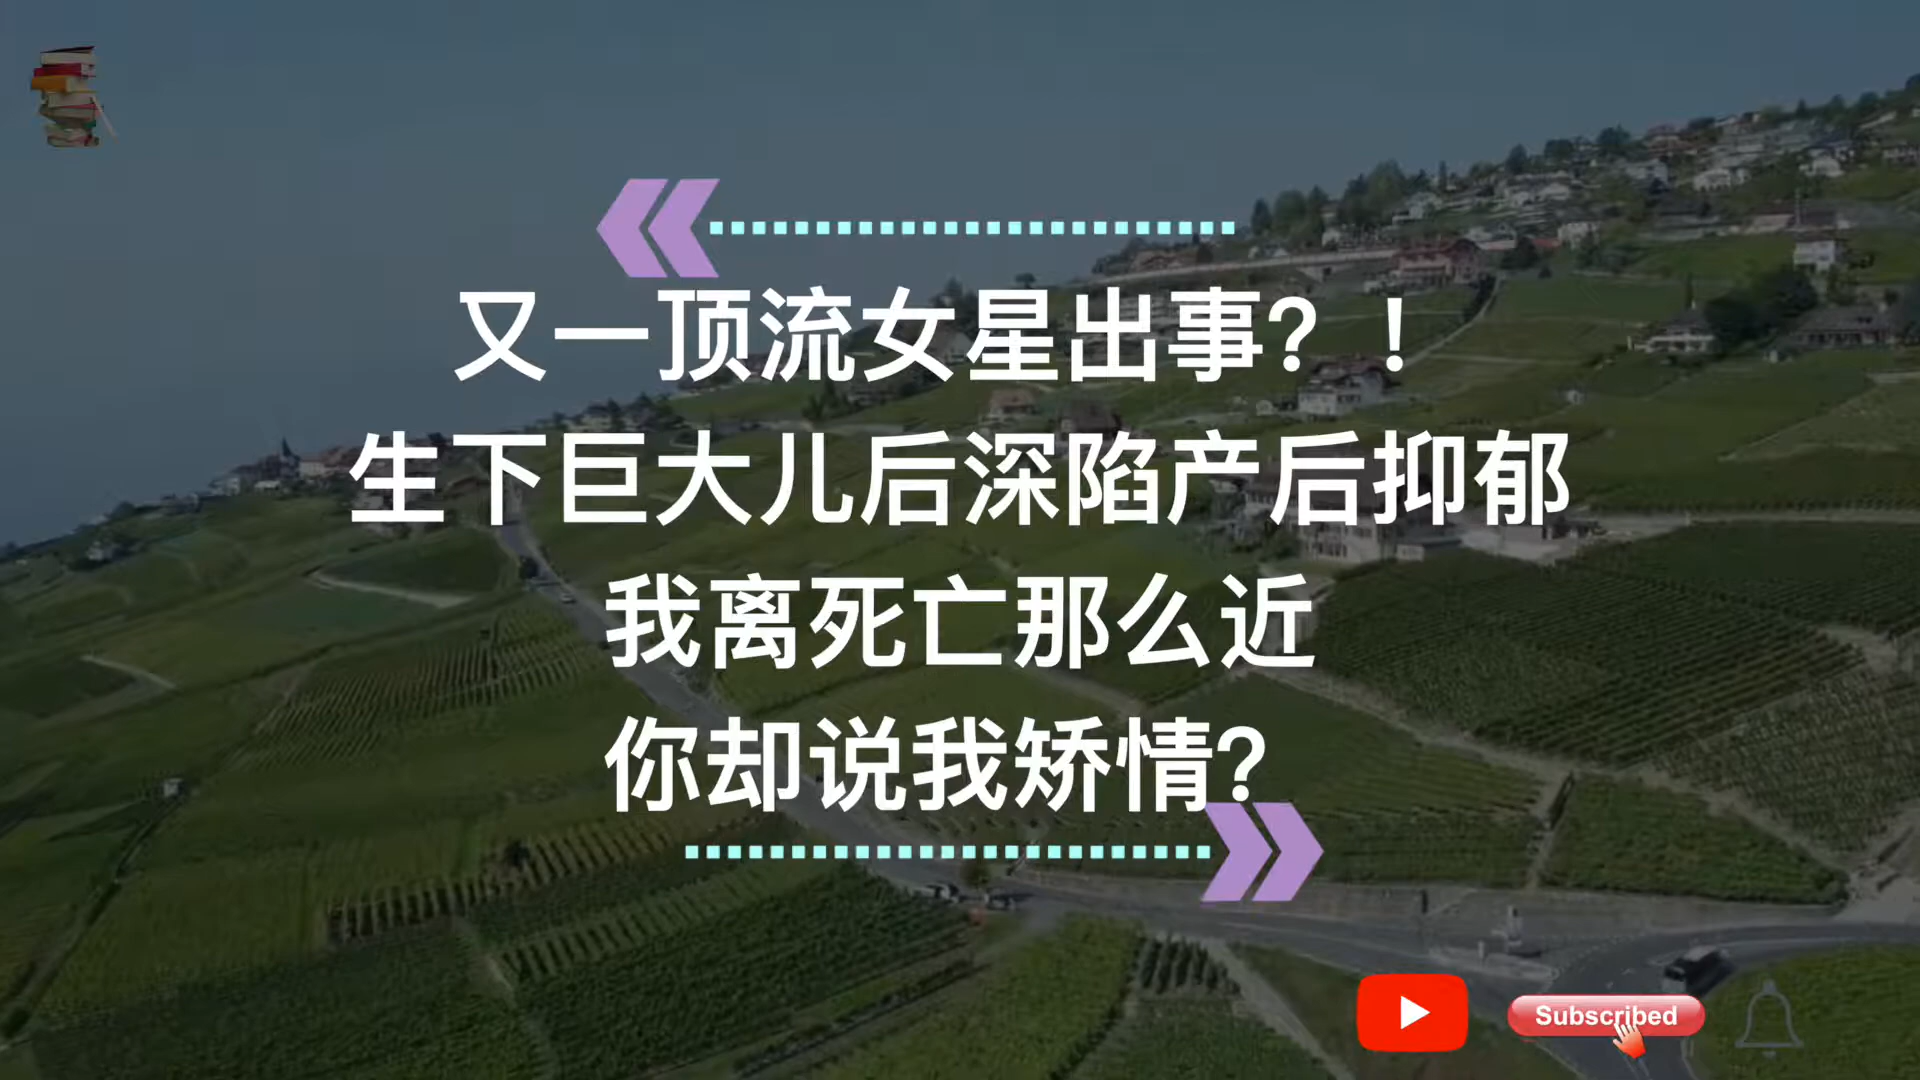 又一顶流女星出事？！
生下巨大儿后深陷产后抑郁
我离死亡那么近
你却说我矫情？
Subscribed